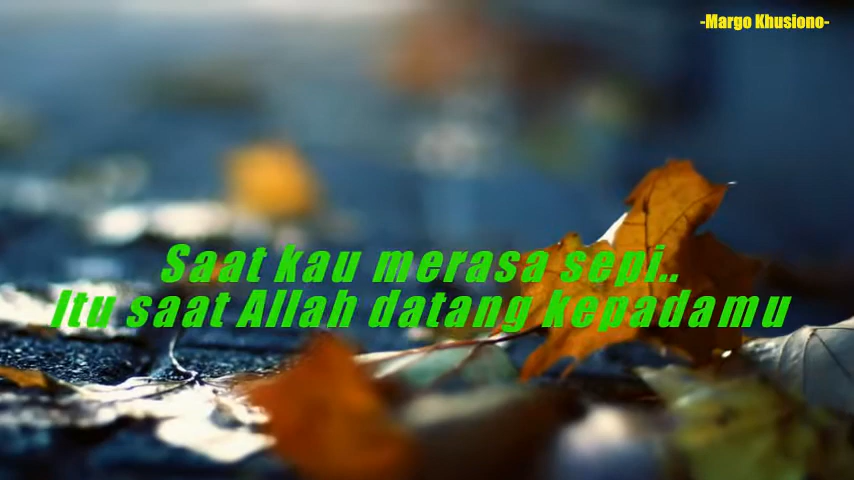 -Margo Khusiono-
Saat kau merasa sepi..
Itu saat Allah datang kepadamu